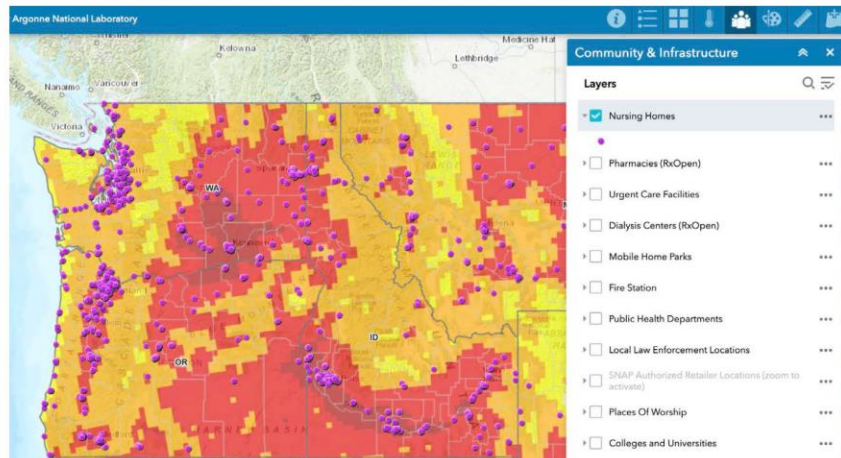 Argonne National Laboratory
Medicine Hat
Kelowna
Lethbridge
Nanaimo
Vancouver
Victoria
Community & Infrastructure
Layers
Nursing Homes
Pharmacies (RxOpen)
Urgent Care Facilities
Dialysis Centers (RxOpen)
Mobile Home Parks
Fire Station
Public Health Departments
Local Law Enforcement Locations
SNAP Authorized Retailer Locations (zoom to
activate)
Places Of Worship
Colleges and Universities
WA
ID
OR